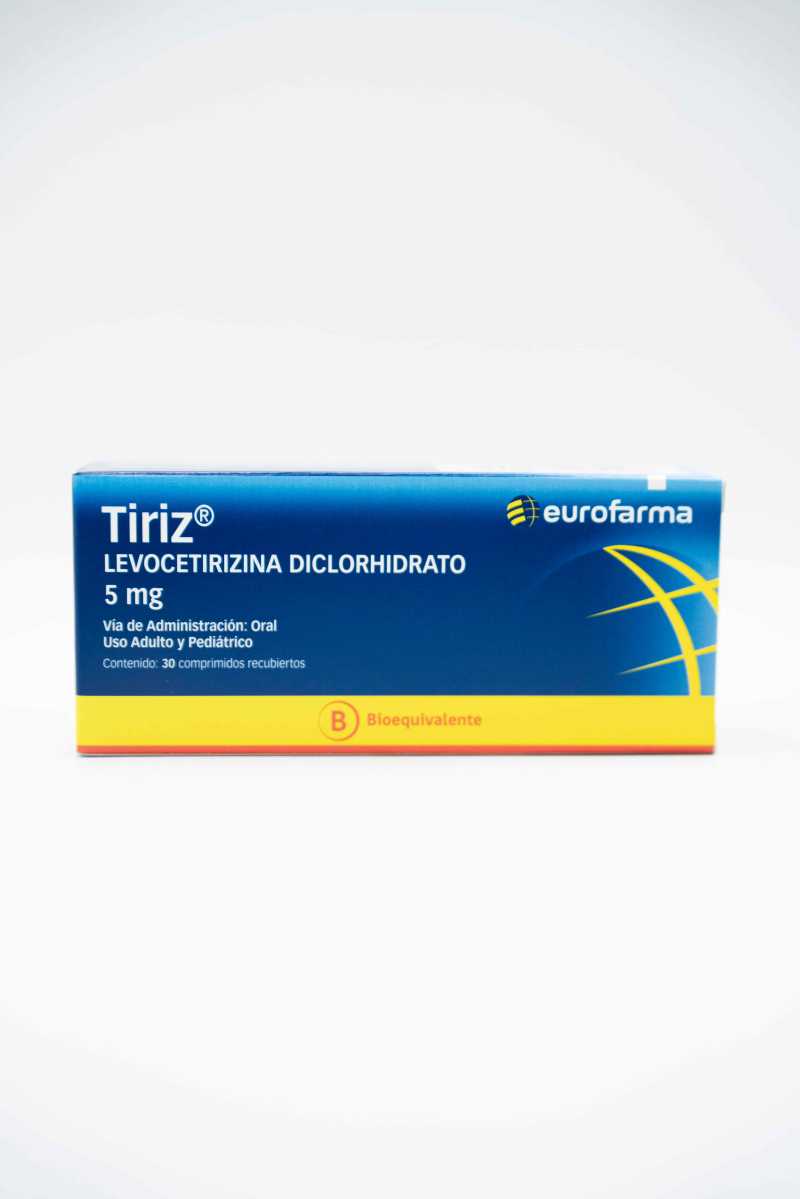 Tiriz®
eurofarma
LEVOCETIRIZINA DICLORHIDRATO
5 mg
Vía de Administración: Oral
Uso Adulto y Pediátrico
Contenido: 30 comprimidos recubiertos
B Bioequivalente